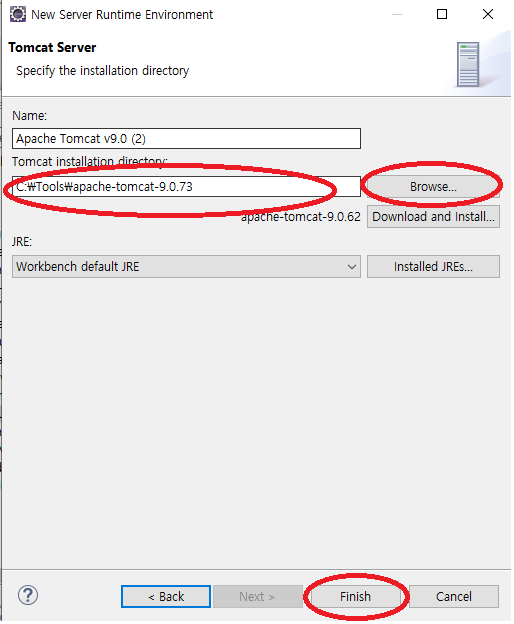 New Server Runtime Environment
Tomcat Server
Specify the installation directory
Name:
Apache Tomcat v9.0 (2)
Tomcat installation directory:
C:₩Tools₩apache-tomcat-9.0.73
Browse...
apache-tomcat-9.0.62
Download and Install...
JRE:
Workbench default JRE
Installed JREs...
?
< Back
Next >
Finish
Cancel